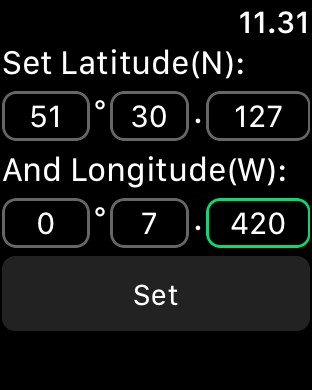 11.31
Set Latitude(N):
51 ° 30 . 127
And Longitude(W):
0 ° 7 . 420
Set